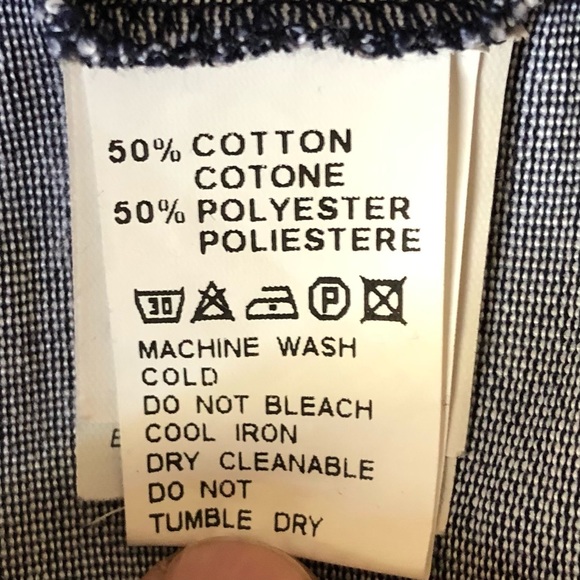 50% COTTON
COTONE
50% POLYESTER
POLIESTERE
30 P
MACHINE WASH
COLD
DO NOT BLEACH
COOL IRON
DRY CLEANABLE
DO NOT
TUMBLE DRY